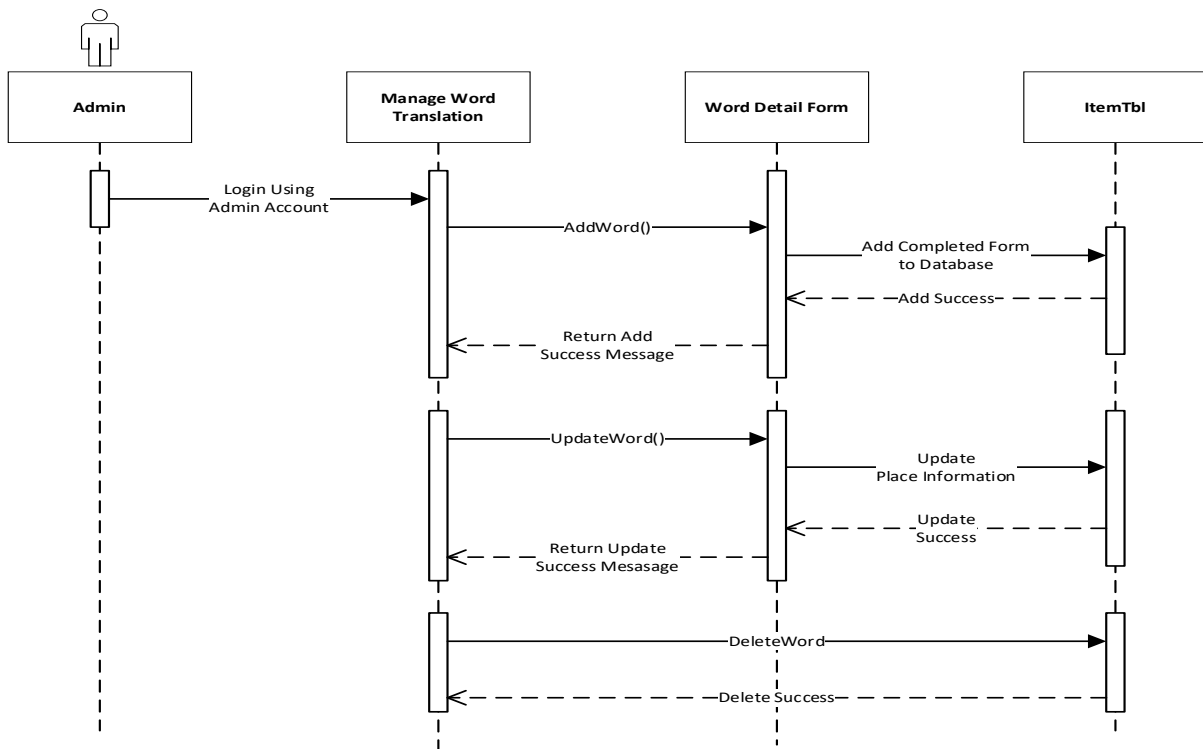 Admin
Manage Word
Translation
Word Detail Form
ItemTbl
Login Using
Admin Account
AddWord()
Add Completed Form
to Database
Add Success
Return Add
Success Message
UpdateWord()
Update
Place Information
Update
Success
Return Update
Success Mesasage
DeleteWord
Delete Success